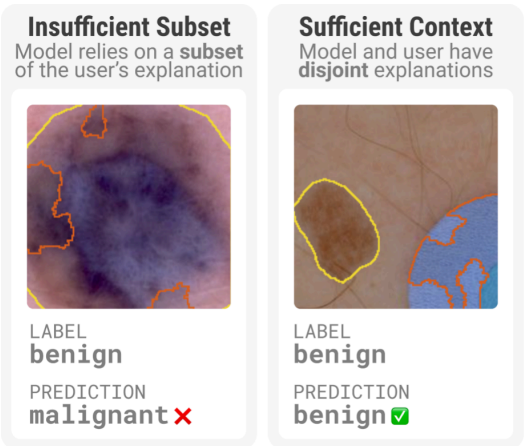 Insufficient Subset
Model relies on a subset
of the user's explanation
LABEL
benign
PREDICTION
malignant ❌
Sufficient Context
Model and user have
disjoint explanations
LABEL
benign
PREDICTION
benign ✅